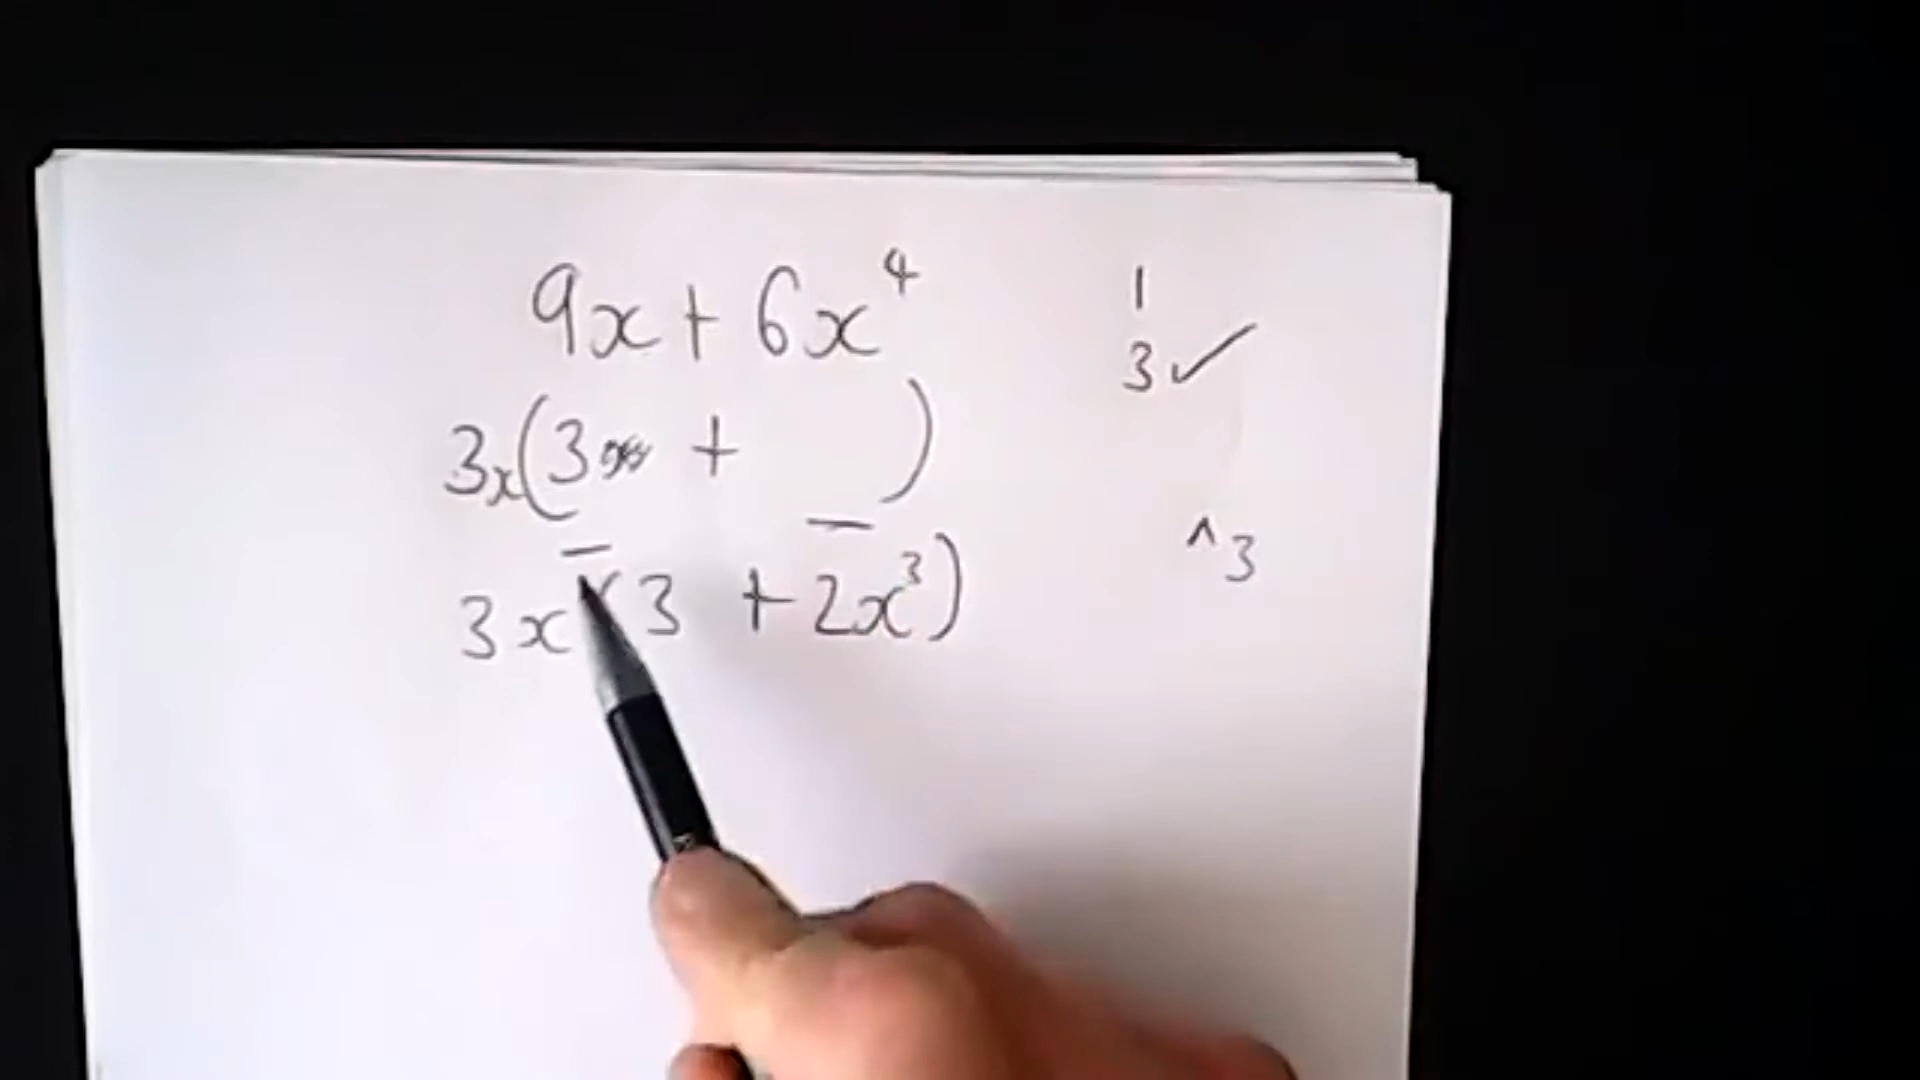 9x + 6x⁴
3x(3 + )
3x(3 + 2x³)
1
3 ✓
^3